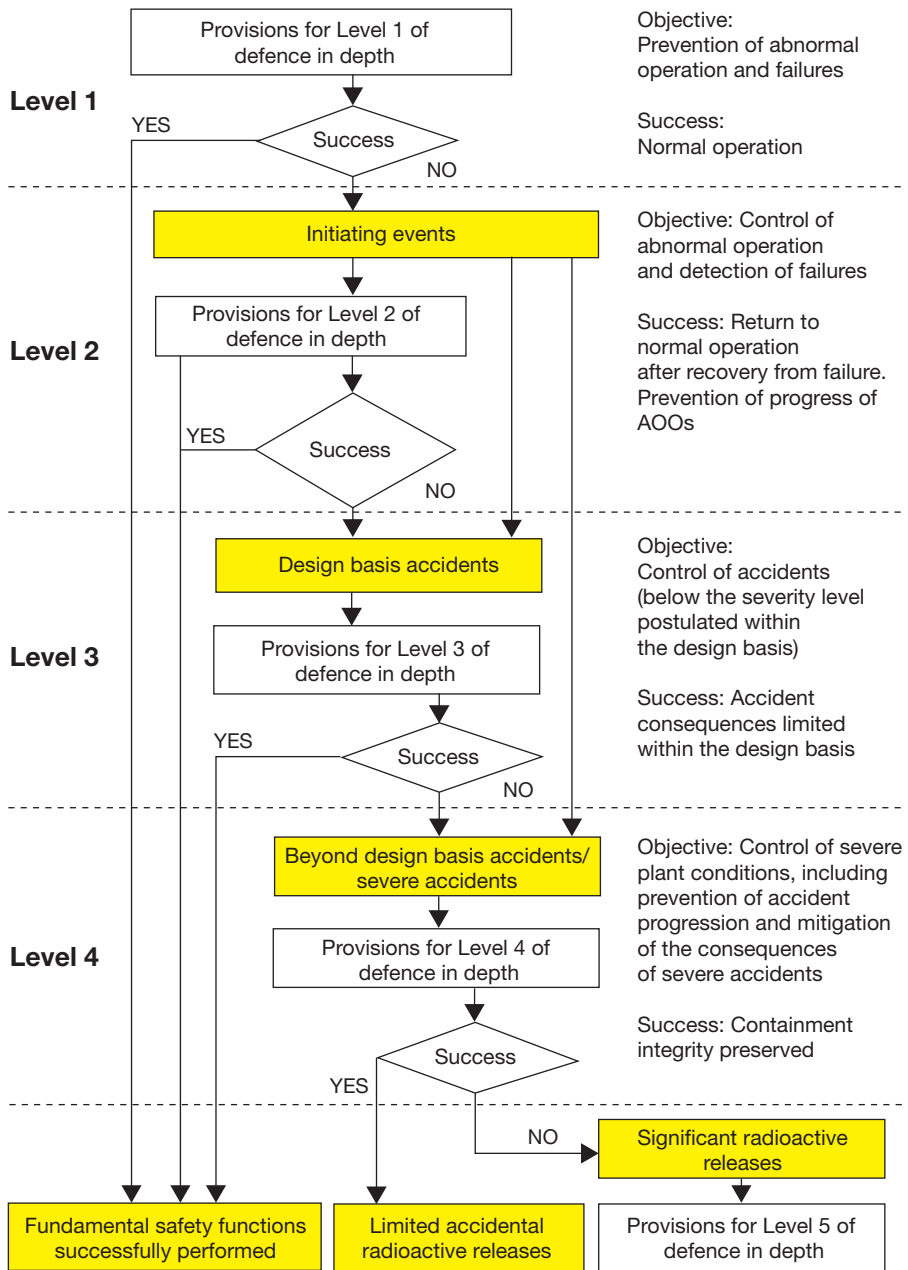 Provisions for Level 1 of
defence in depth
Objective:
Prevention of abnormal
operation and failures
Level 1
YES
Success
NO
Success:
Normal operation
Initiating events
Objective: Control of
abnormal operation
and detection of failures
Provisions for Level 2 of
defence in depth
Level 2
Success: Return to
normal operation
after recovery from failure.
Prevention of progress of
AOOs
YES
Success
NO
Design basis accidents
Objective:
Control of accidents
(below the severity level
postulated within
the design basis)
Provisions for Level 3 of
defence in depth
Level 3
Success: Accident
consequences limited
within the design basis
YES
Success
NO
Beyond design basis accidents/
severe accidents
Objective: Control of severe
plant conditions, including
prevention of accident
progression and mitigation
of the consequences
of severe accidents
Provisions for Level 4 of
defence in depth
Level 4
Success: Containment
integrity preserved
Success
YES
NO
Significant radioactive
releases
Fundamental safety functions
successfully performed
Limited accidental
radioactive releases
Provisions for Level 5 of
defence in depth